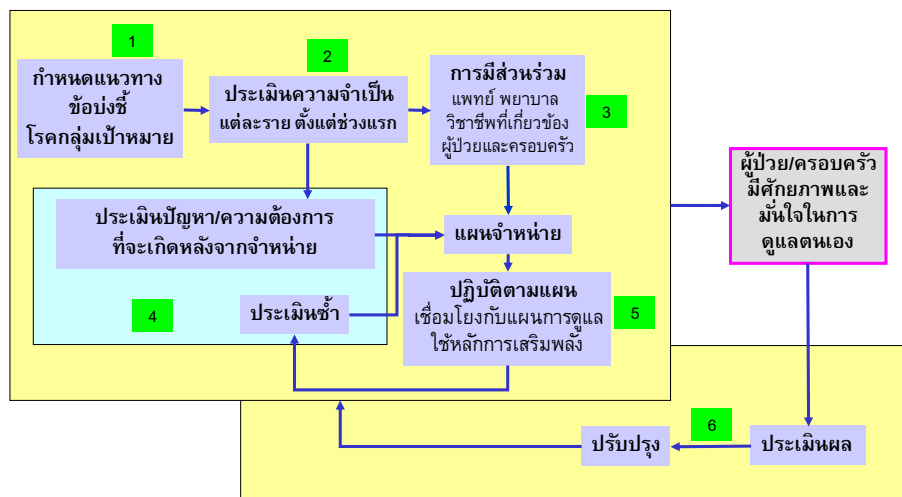 1
กำหนดแนวทาง
ข้อบ่งชี้
โรคกลุ่มเป้าหมาย
2
ประเมินความจำเป็น
แต่ละราย ตั้งแต่ช่วงแรก
การมีส่วนร่วม
แพทย์ พยาบาล
วิชาชีพที่เกี่ยวข้อง
ผู้ป่วยและครอบครัว
3
ประเมินปัญหา/ความต้องการ
ที่จะเกิดหลังจากจำหน่าย
แผนจำหน่าย
4
ประเมินซ้ำ
ปฏิบัติตามแผน
เชื่อมโยงกับแผนการดูแล
ใช้หลักการเสริมพลัง
5
ผู้ป่วย/ครอบครัว
มีศักยภาพและ
มั่นใจในการ
ดูแลตนเอง
ปรับปรุง
6
ประเมินผล